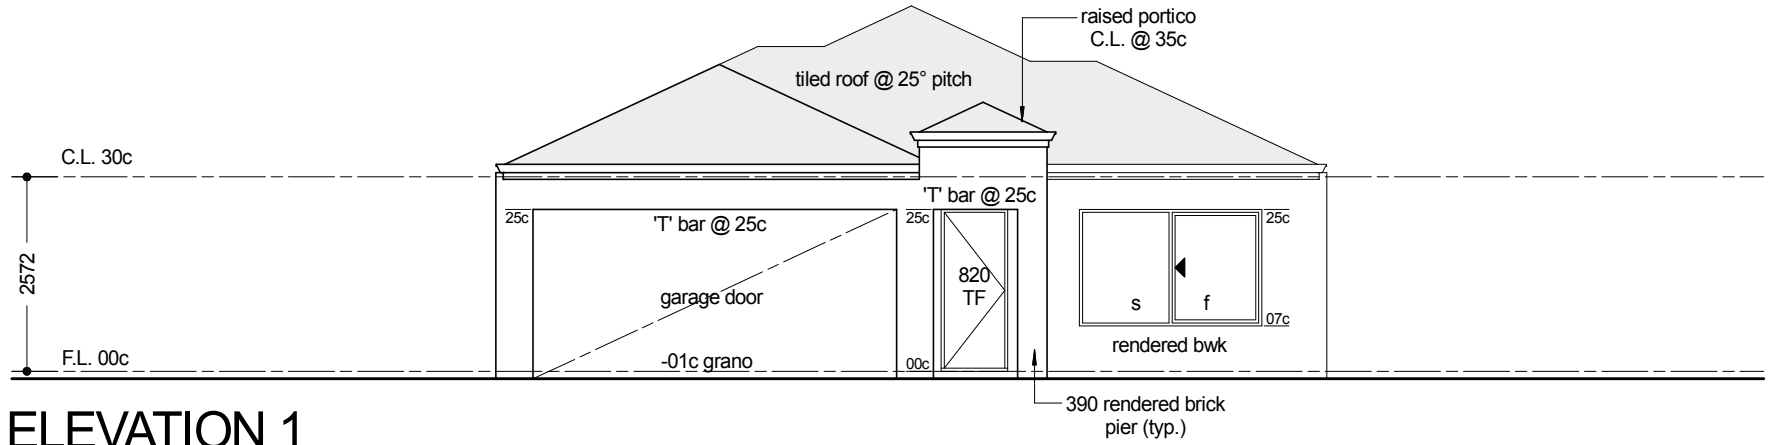 raised portico
C.L. @ 35c
tiled roof @ 25° pitch
C.L. 30c
'T' bar @ 25c
25c
'T' bar @ 25c
25c
25c
2572
820
TF
garage door
s
f
07c
rendered bwk
F.L. 00c
-01c grano
00c
390 rendered brick
pier (typ.)
ELEVATION 1